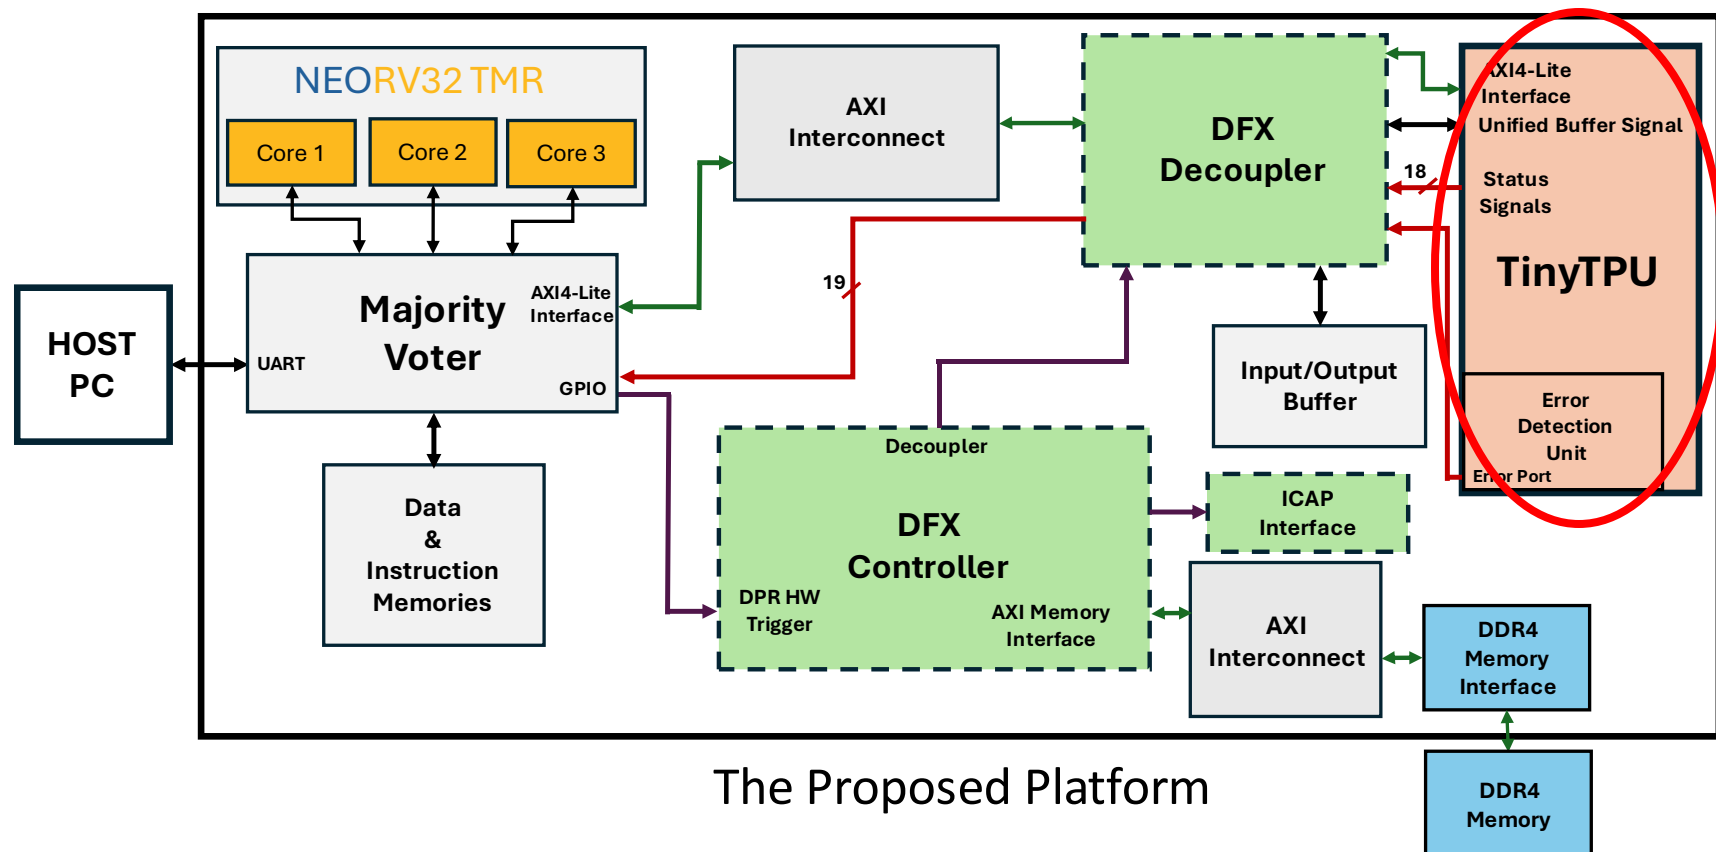 NEORV32 TMR
Core 1
Core 2
Core 3
AXI
Interconnect
DFX
Decoupler
AXI4-Lite
Interface
Unified Buffer Signal
18
Status
Signals
TinyTPU
Error
Detection
Unit
Error Port
19
HOST
PC
UART
Majority
Voter
AXI4-Lite
Interface
GPIO
Input/Output
Buffer
Data
&
Instruction
Memories
Decoupler
DFX
Controller
DPR HW
Trigger
AXI Memory
Interface
ICAP
Interface
AXI
Interconnect
DDR4
Memory
Interface
DDR4
Memory
The Proposed Platform